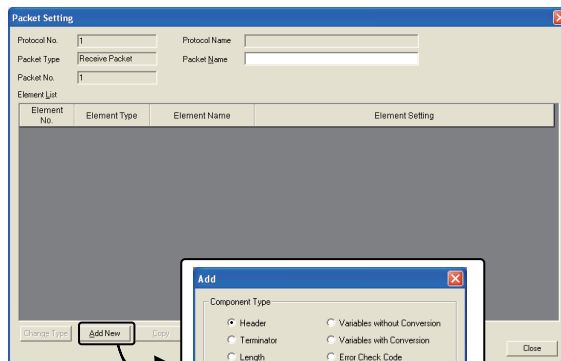 Packet Setting
Protocol No. 1 Protocol Name
Packet Type Receive Packet Packet Name
Packet No. 1
Element List
Element No. Element Type Element Name Element Setting
Add
Component Type
Header Variables without Conversion
Change Type Add New Copy Terminator Variables with Conversion
Length Error Check Code Close